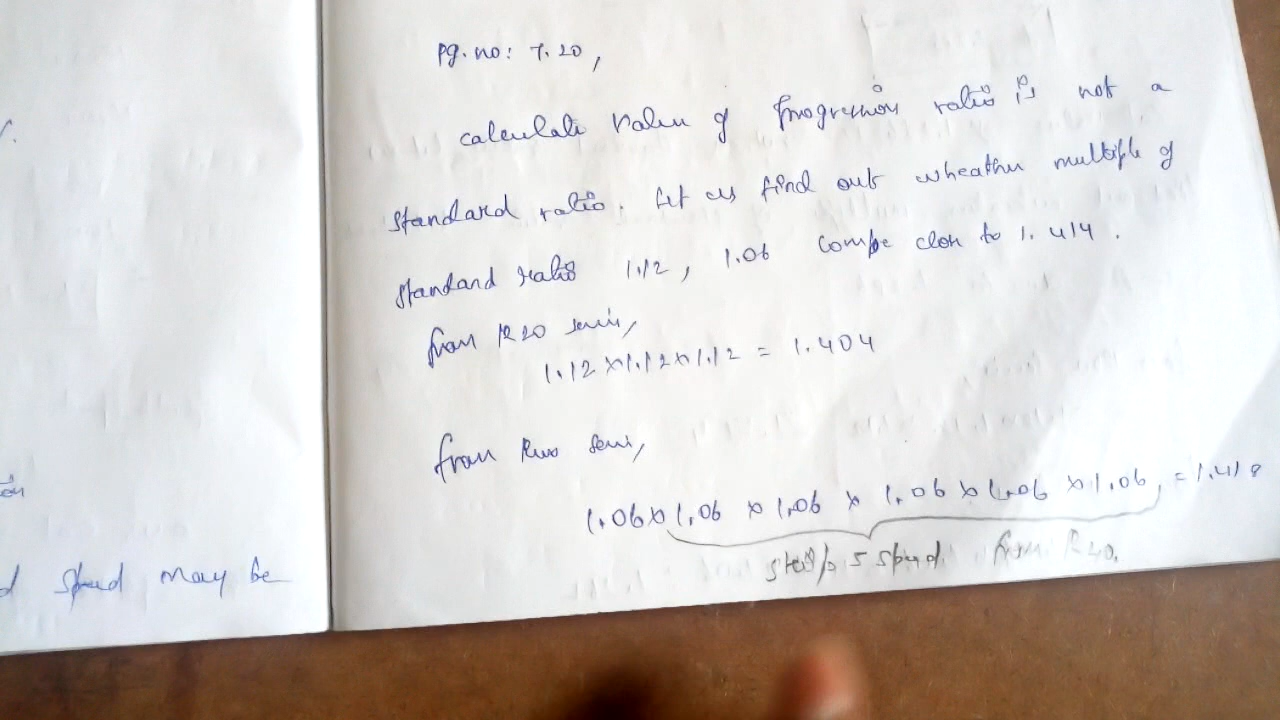 pg. no: 7.20,
calculate value of Progression ratio is not a
standard ratio. let us find out wheather multiple of
standard ratio 1.12, 1.06 compe close to 1.414.
from R20 series,
1.12 x 1.12 x 1.12 = 1.404
from series,
1.06 x 1.06 x 1.06 x 1.06 x 1.06 x 1.06, = 1.418
skip 5 speed from R40.
speed may be